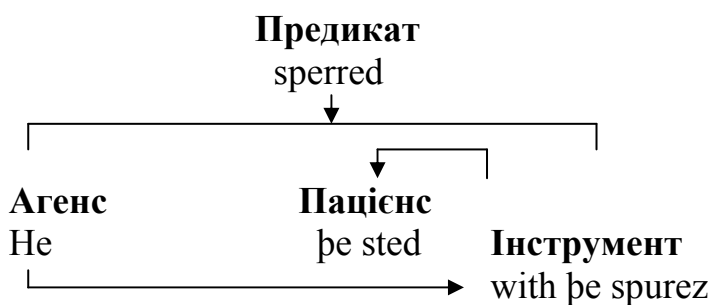 Предикат
sperred
Агенс
He
Пацієнс
þe sted
Інструмент
with þe spurez